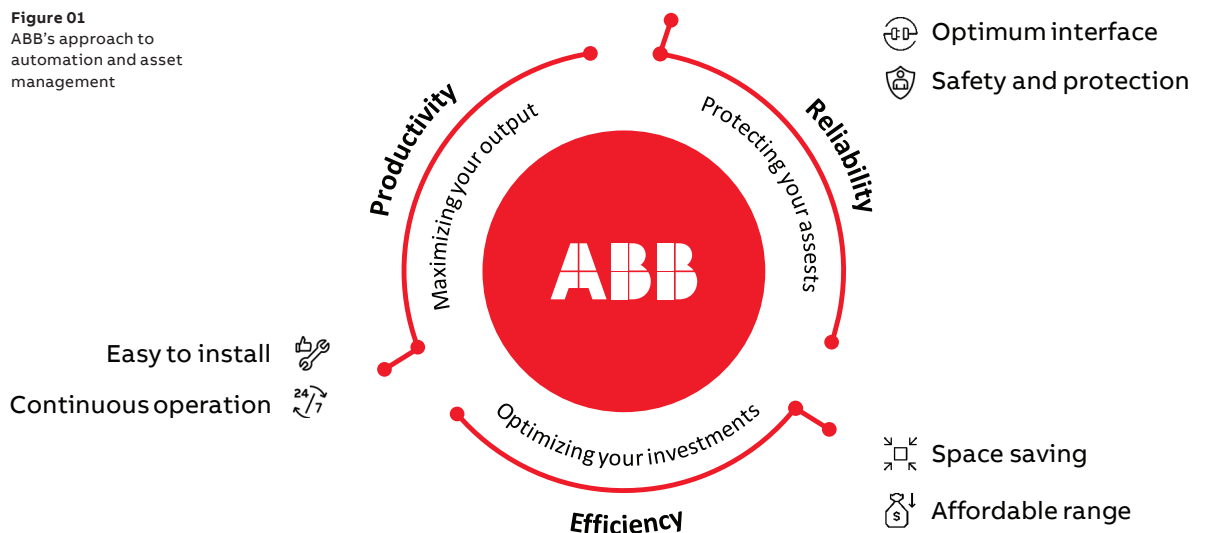 Figure 01
ABB's approach to
automation and asset
management
Productivity
Maximizing your output
Reliability
Protecting your assests
Optimum interface
Safety and protection
ABB
Easy to install
Continuous operation
24/7
Optimizing your investments
Efficiency
Space saving
$
Affordable range